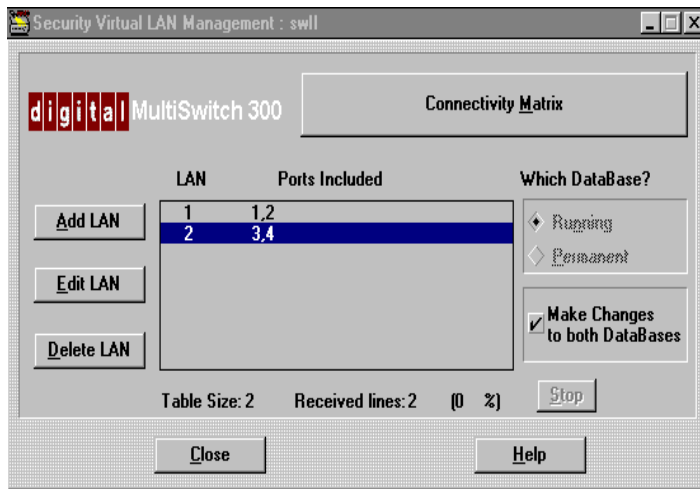 Security Virtual LAN Management : swll
digital MultiSwitch 300
Connectivity Matrix
LAN Ports Included Which DataBase?
Add LAN
Edit LAN
Delete LAN
1 1,2
2 3,4
Running
Permanent
Make Changes
to both DataBases
Table Size: 2 Received lines: 2 (0 %)
Stop
Close Help